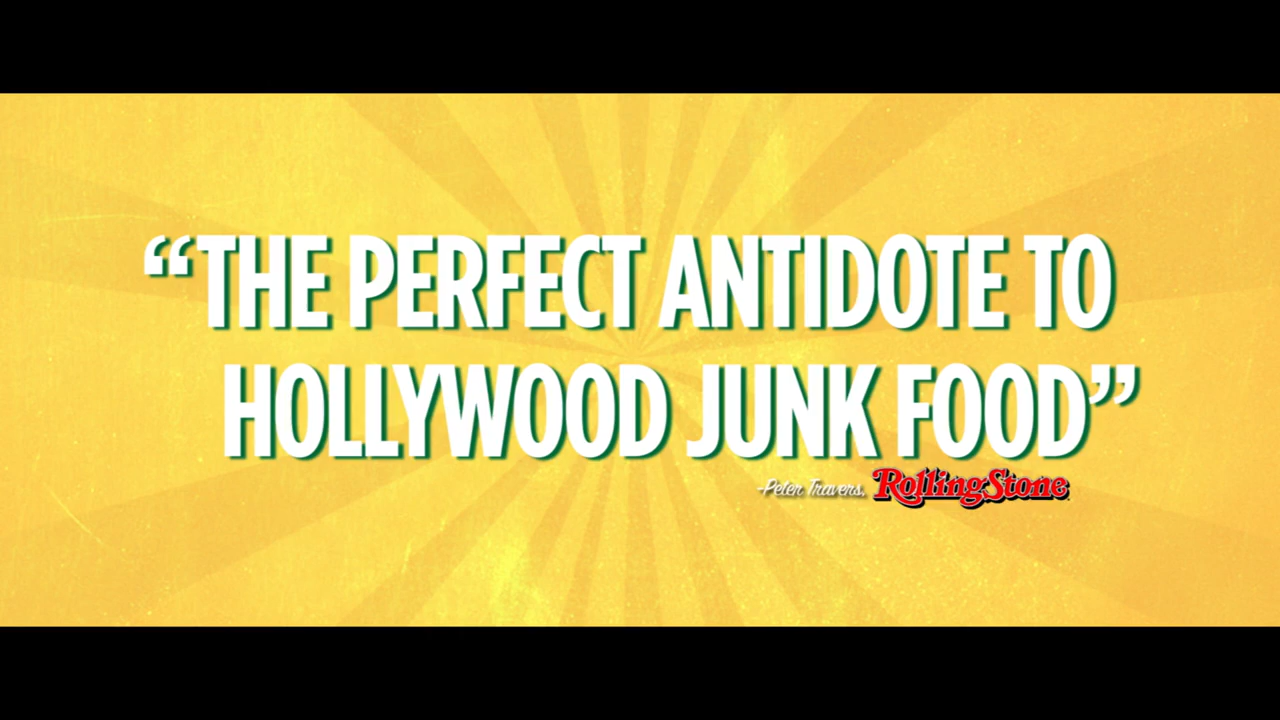 “THE PERFECT ANTIDOTE TO
HOLLYWOOD JUNK FOOD”
-Peter Travers, RollingStone